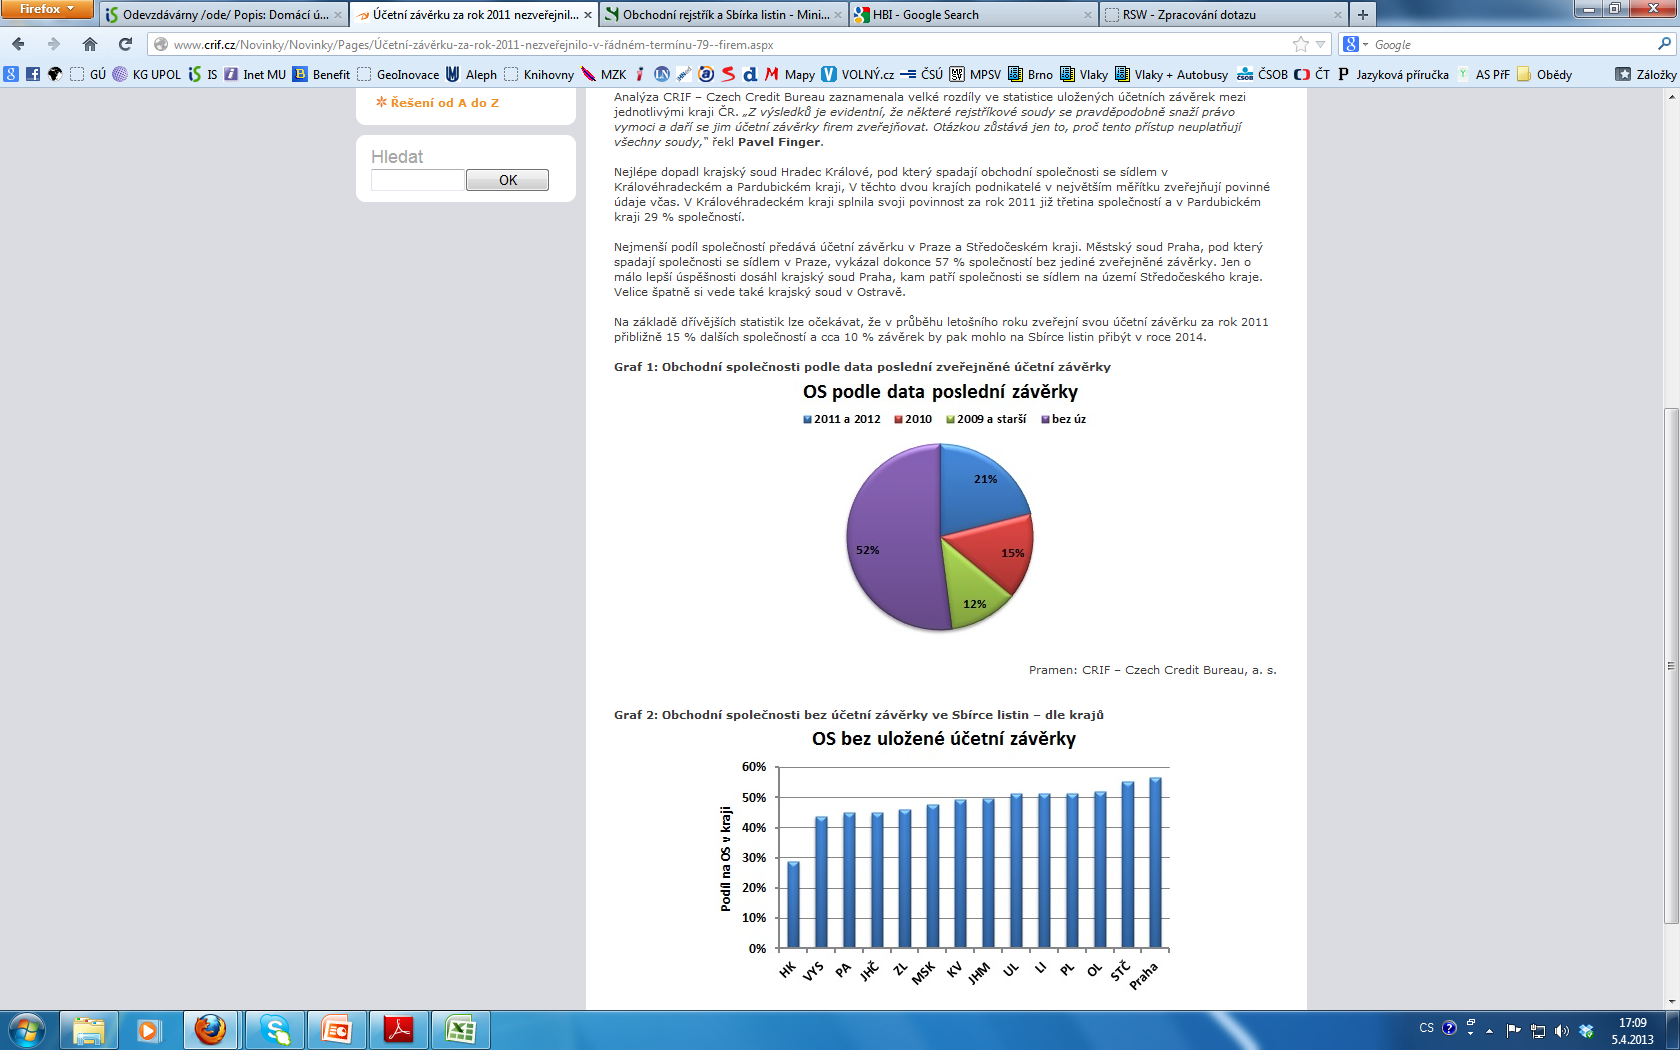 Firefox
Odevzdávárny /ode/ Popis: Domácí ú...
Účetní závěrku za rok 2011 nezveřejnil...
Obchodní rejstřík a Sbírka listin - Mini...
HBI - Google Search
RSW - Zpracování dotazu
www.crif.cz/Novinky/Novinky/Pages/Účetní-závěrku-za-rok-2011-nezveřejnilo-v-řádném-termínu-79--firem.aspx
Google
GÚ KG UPOL IS Inet MU Benefit GeoInovace Aleph Knihovny MZK Mapy VOLNÝ.cz ČSÚ MPSV Brno Vlaky Vlaky + Autobusy ČSOB ČT Jazyková příručka AS PřF Obědy Záložky
Řešení od A do Z
Hledat
OK
Analýza CRIF – Czech Credit Bureau zaznamenala velké rozdíly ve statistice uložených účetních závěrek mezi
jednotlivými kraji ČR. „Z výsledků je evidentní, že některé rejstříkové soudy se pravděpodobně snaží právo
vymoci a daří se jim účetní závěrky firem zveřejňovat. Otázkou zůstává jen to, proč tento přístup neuplatňují
všechny soudy,“ řekl Pavel Finger.
Nejlépe dopadl krajský soud Hradec Králové, pod který spadají obchodní společnosti se sídlem v
Královéhradeckém a Pardubickém kraji, V těchto dvou krajích podnikatelé v největším měřítku zveřejňují povinné
údaje včas. V Královéhradeckém kraji splnila svoji povinnost za rok 2011 již třetina společností a v Pardubickém
kraji 29 % společností.
Nejmenší podíl společností předává účetní závěrku v Praze a Středočeském kraji. Městský soud Praha, pod který
spadají společnosti se sídlem v Praze, vykázal dokonce 57 % společností bez jediné zveřejněné závěrky. Jen o
málo lepší úspěšnosti dosáhl krajský soud Praha, kam patří společnosti se sídlem na území Středočeského kraje.
Velice špatně si vede také krajský soud v Ostravě.
Na základě dřívějších statistik lze očekávat, že v průběhu letošního roku zveřejní svou účetní závěrku za rok 2011
přibližně 15 % dalších společností a cca 10 % závěrek by pak mohlo na Sbírce listin přibýt v roce 2014.
Graf 1: Obchodní společnosti podle data poslední zveřejněné účetní závěrky
OS podle data poslední závěrky
2011 a 2012 2010 2009 a starší bez úz
21%
15%
12%
52%
Pramen: CRIF – Czech Credit Bureau, a. s.
Graf 2: Obchodní společnosti bez účetní závěrky ve Sbírce listin – dle krajů
OS bez uložené účetní závěrky
Podíl na OS v kraji
60%
50%
40%
30%
20%
10%
0%
HK VYS PA JHČ ZL MSK KV JHM UL LI PL OL STČ Praha
CS
17:09
5.4.2013